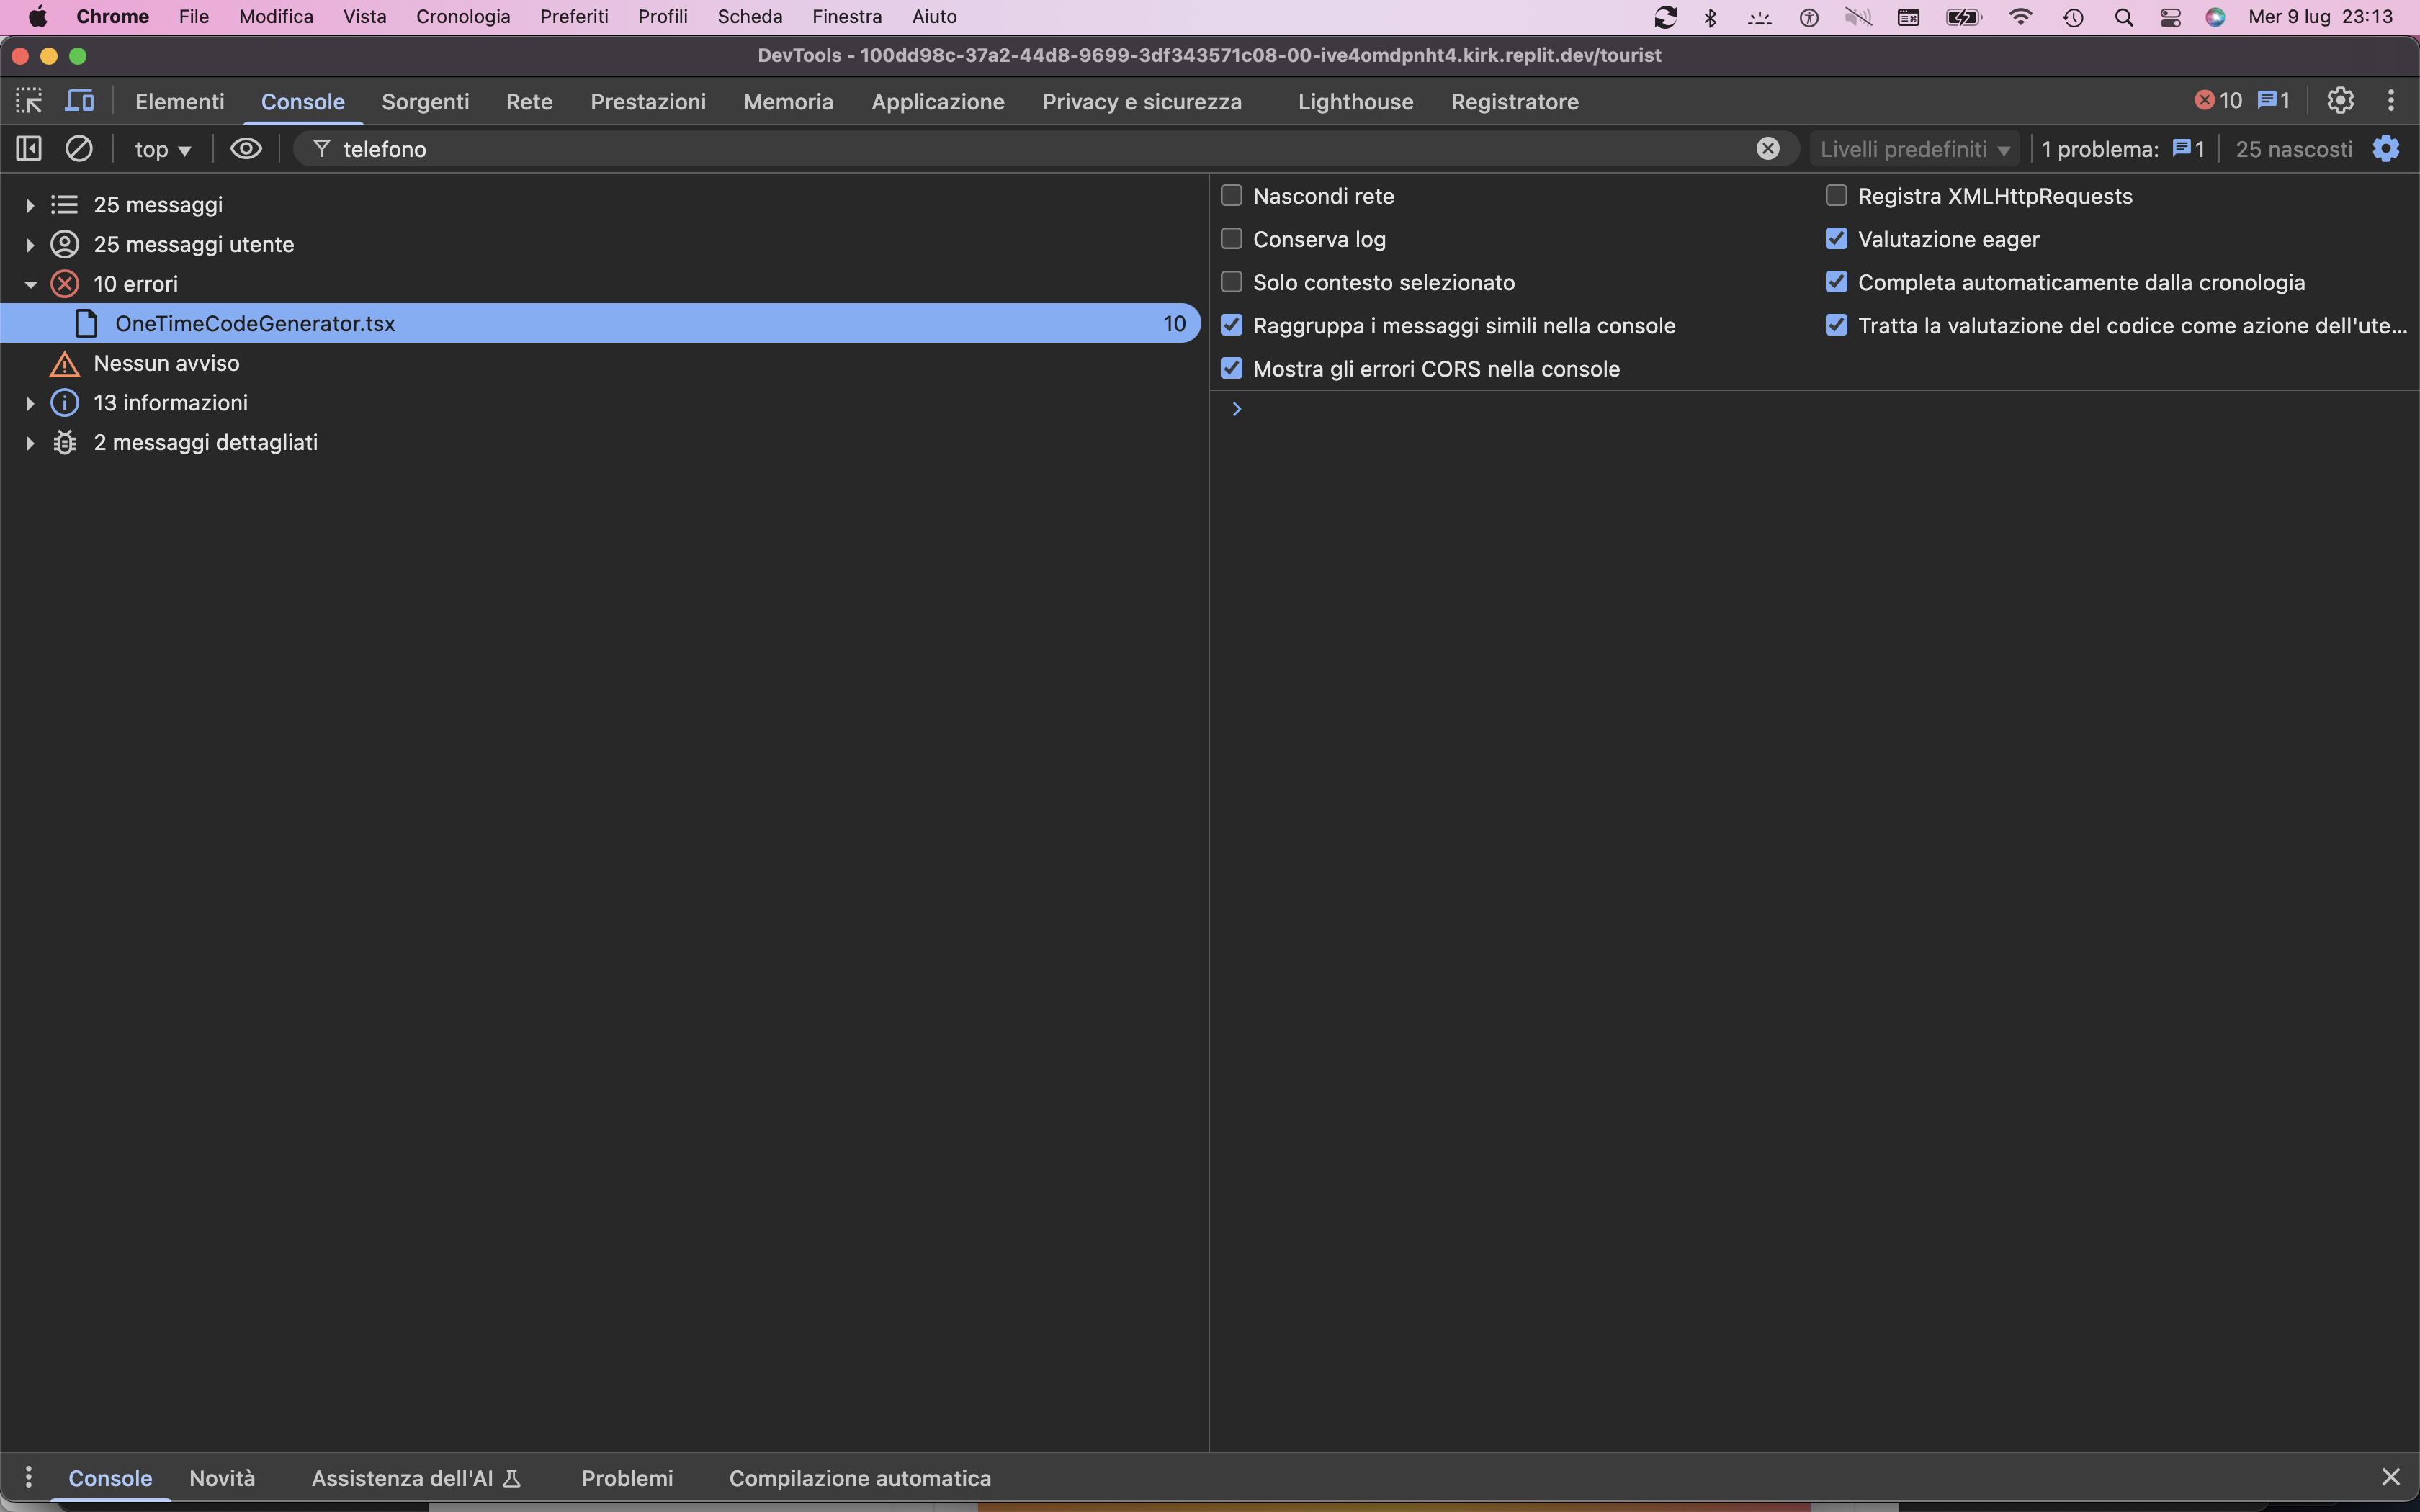 Chrome File Modifica Vista Cronologia Preferiti Profili Scheda Finestra Aiuto Mer 9 lug 23:13
DevTools - 100dd98c-37a2-44d8-9699-3df343571c08-00-ive4omdpnht4.kirk.replit.dev/tourist
Elementi Console Sorgenti Rete Prestazioni Memoria Applicazione Privacy e sicurezza Lighthouse Registratore 10 1
top telefono Livelli predefiniti 1 problema: 1 25 nascosti
25 messaggi
25 messaggi utente
10 errori
OneTimeCodeGenerator.tsx 10
Nessun avviso
13 informazioni
2 messaggi dettagliati
Nascondi rete
Conserva log
Solo contesto selezionato
Raggruppa i messaggi simili nella console
Mostra gli errori CORS nella console
Registra XMLHttpRequests
Valutazione eager
Completa automaticamente dalla cronologia
Tratta la valutazione del codice come azione dell'ute...
Console Novità Assistenza dell'AI Problemi Compilazione automatica